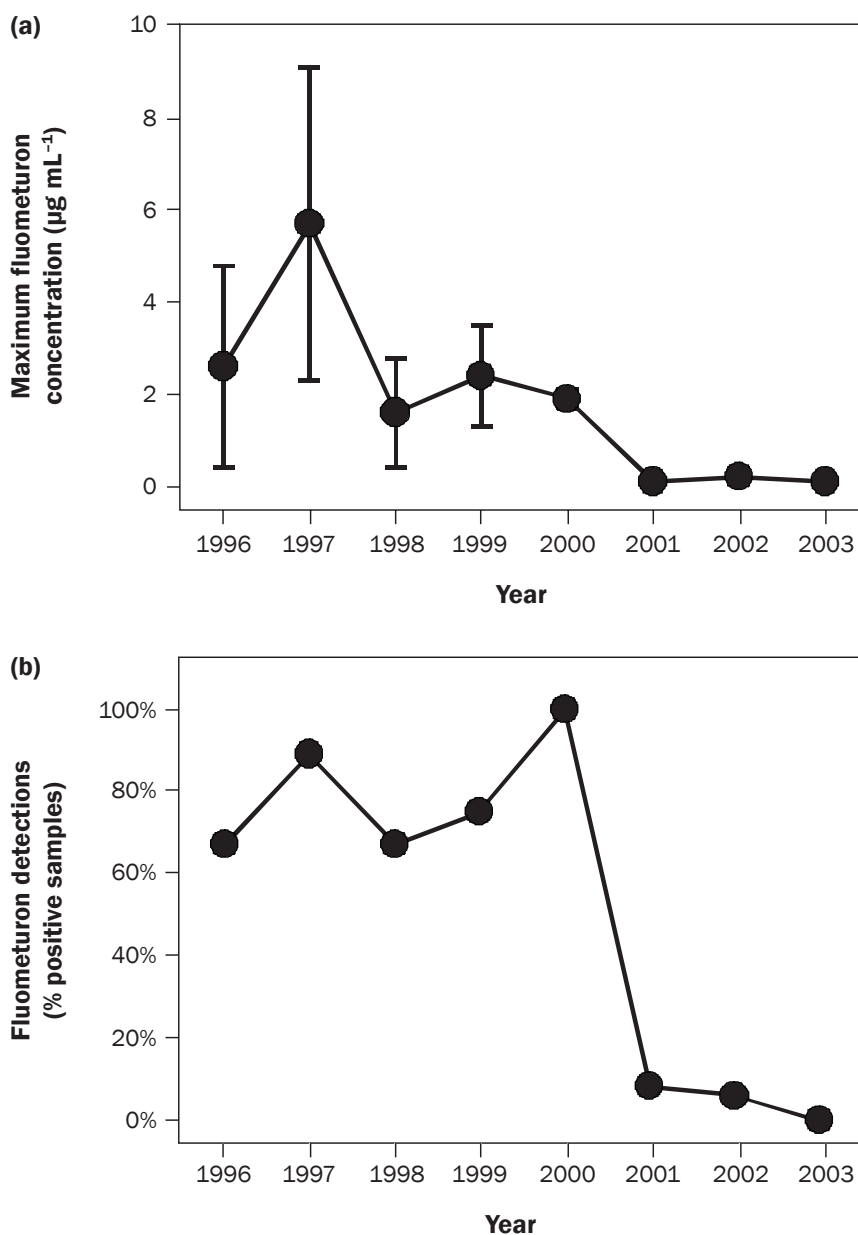 (a)
Maximum fluometuron
concentration (µg mL⁻¹)
10
8
6
4
2
0
1996 1997 1998 1999 2000 2001 2002 2003
Year
(b)
Fluometuron detections
(% positive samples)
100%
80%
60%
40%
20%
0%
1996 1997 1998 1999 2000 2001 2002 2003
Year